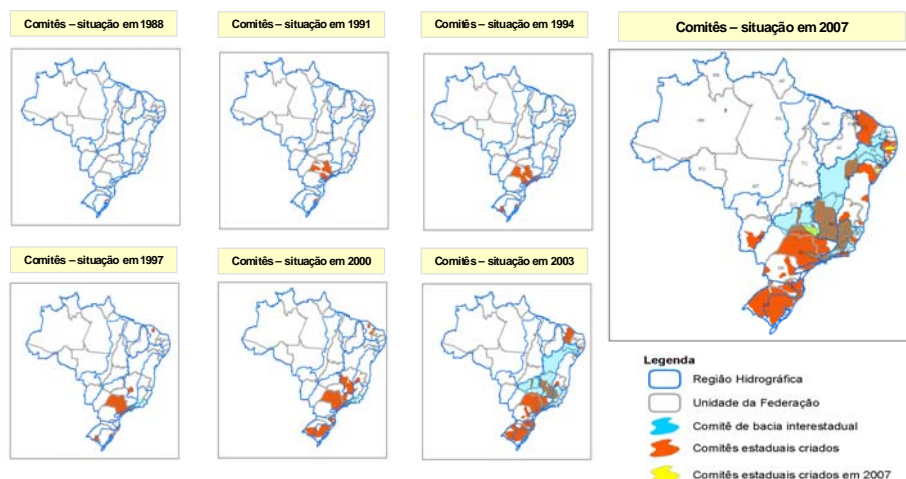 Comitês – situação em 1988
Comitês – situação em 1991
Comitês – situação em 1994
Comitês – situação em 2007
Comitês – situação em 1997
Comitês – situação em 2000
Comitês – situação em 2003
Legenda
Região Hidrográfica
Unidade da Federação
Comitê de bacia interestadual
Comitês estaduais criados
Comitês estaduais criados em 2007